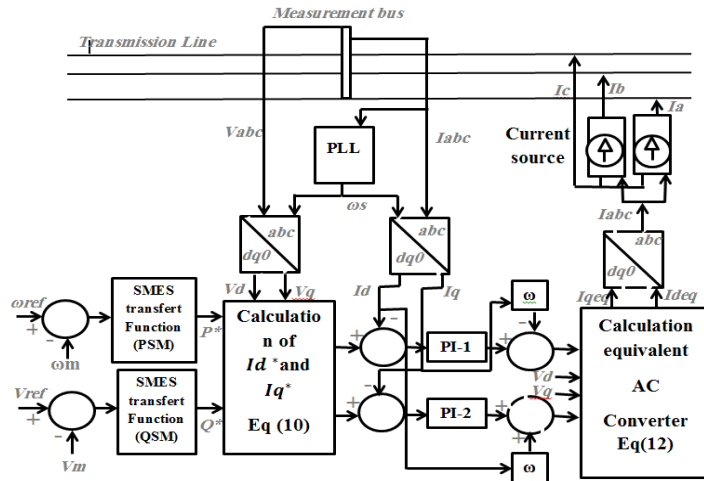 Measurement bus
Transmission Line
Ic
Ib
Ia
Vabc
PLL
Iabc
Current
source
ωs
abc
dq0
abc
dq0
Iabc
abc
dq0
Vd
Vq
Id
Iq
Iqeq
Ideq
ωref
+
-
ωm
SMES
transfert
Function
(PSM)
P*
Calculatio
n of
Id * and
Iq*
Eq (10)
+
-
PI-1
+
-
ω
Calculation
equivalent
AC
Converter
Eq(12)
Vd
Vq
Vref
+
-
Vm
SMES
transfert
Function
(QSM)
Q*
+
-
PI-2
+
+
ω